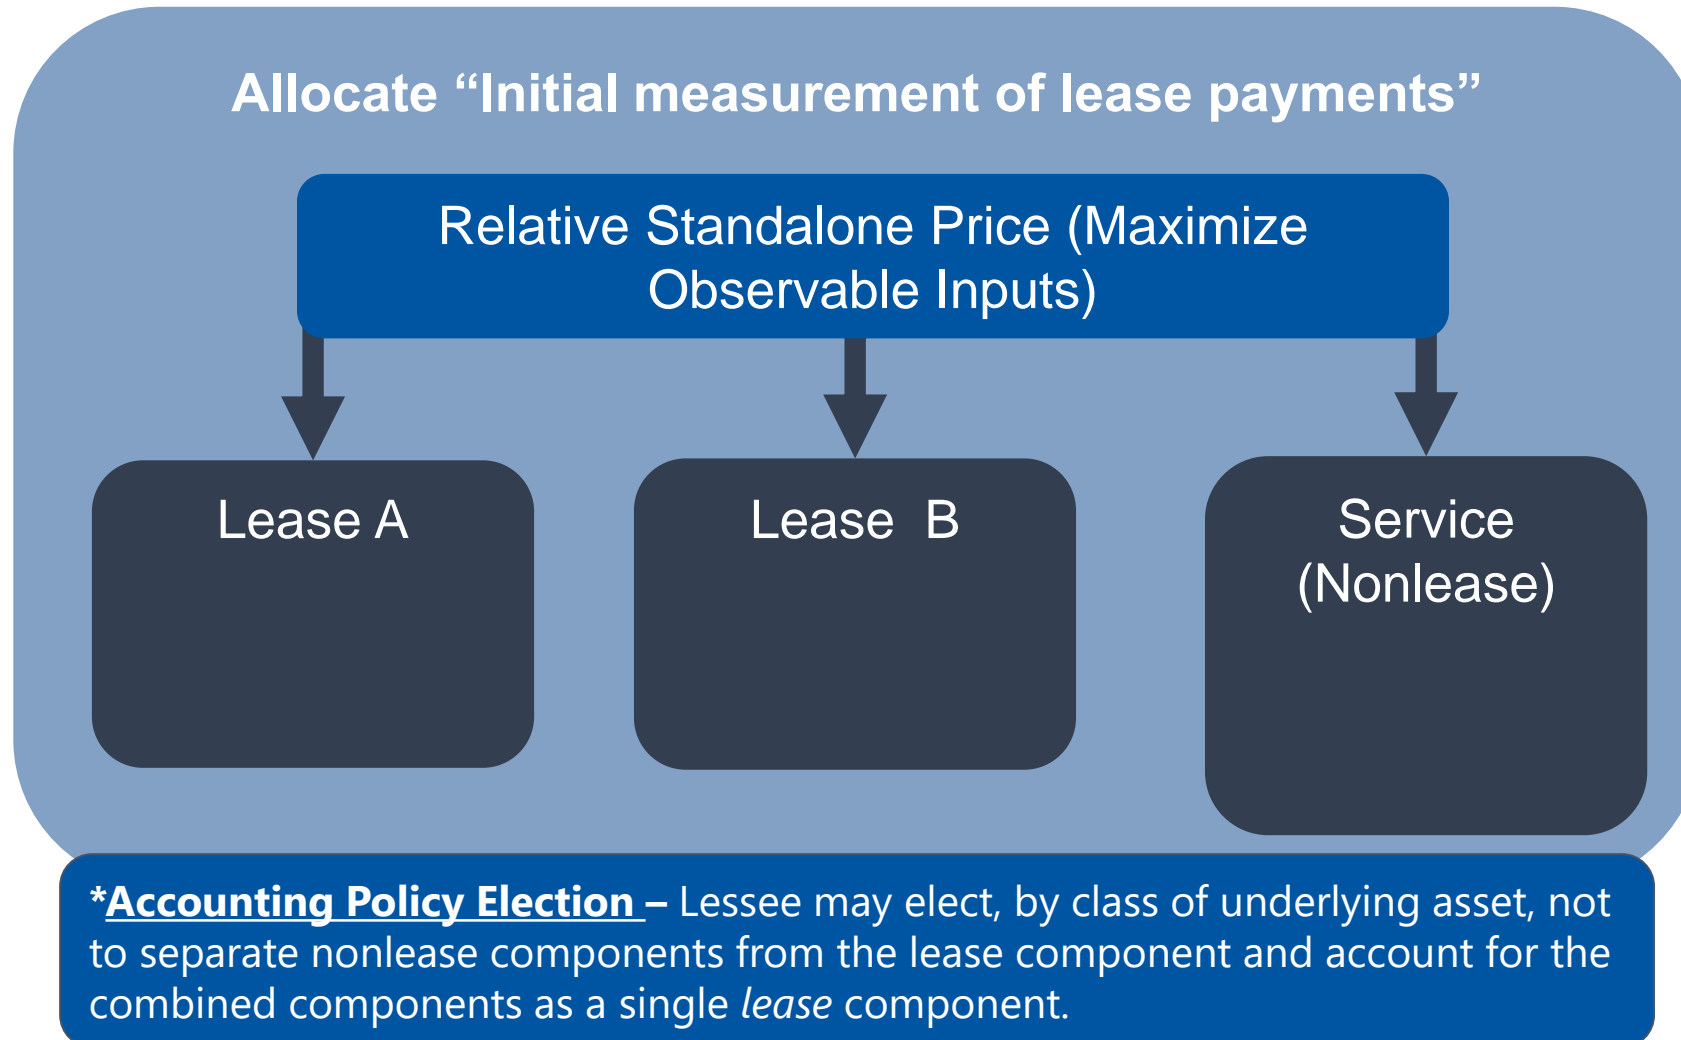 Allocate “Initial measurement of lease payments”
Relative Standalone Price (Maximize
Observable Inputs)
Lease A
Lease  B
Service
(Nonlease)
*Accounting Policy Election – Lessee may elect, by class of underlying asset, not
to separate nonlease components from the lease component and account for the
combined components as a single lease component.